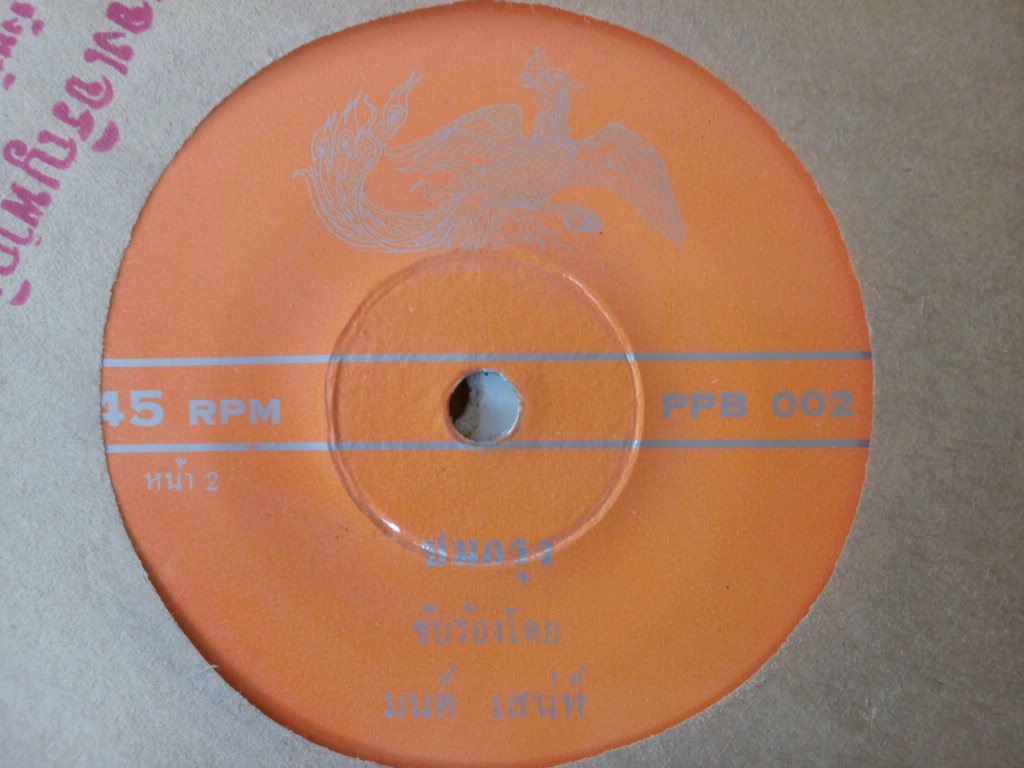 45 RPM
PPB 002
หน้า 2
ชมกรุง
ขับร้องโดย
มนต์ เสน่ห์